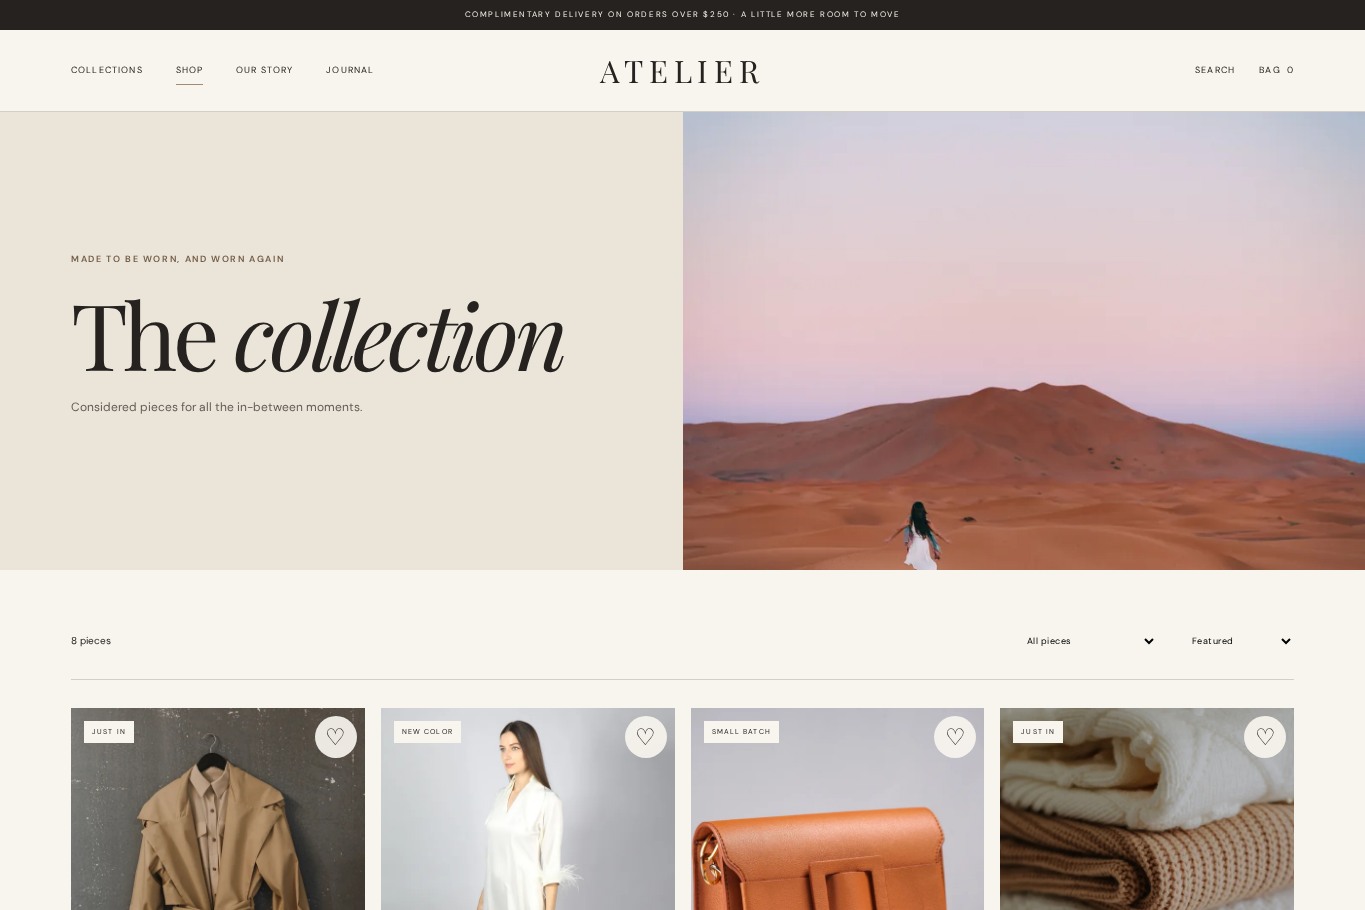 COMPLIMENTARY DELIVERY ON ORDERS OVER $250 · A LITTLE MORE ROOM TO MOVE
COLLECTIONS SHOP OUR STORY JOURNAL ATELIER SEARCH BAG 0
MADE TO BE WORN, AND WORN AGAIN
The collection
Considered pieces for all the in-between moments.
8 pieces All pieces Featured
JUST IN NEW COLOR SMALL BATCH JUST IN